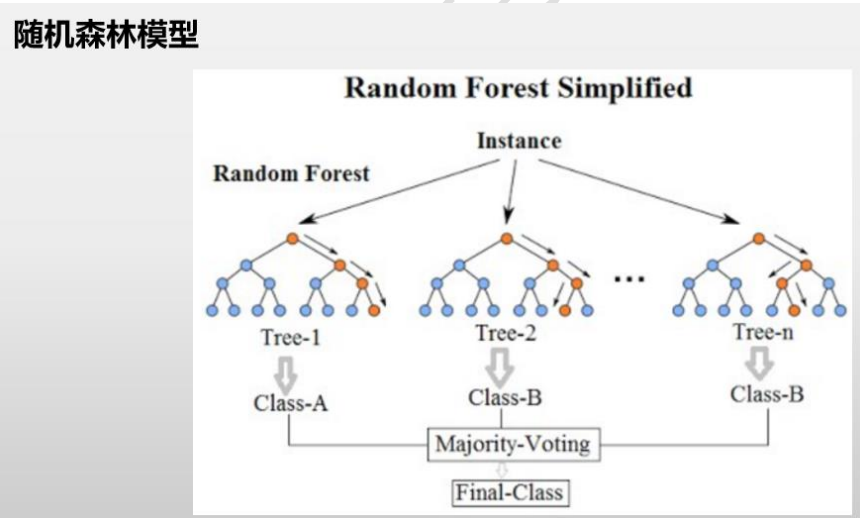 随机森林模型
Random Forest Simplified
Instance
Random Forest
...
Tree-1
Tree-2
Tree-n
Class-A
Class-B
Class-B
Majority-Voting
Final-Class